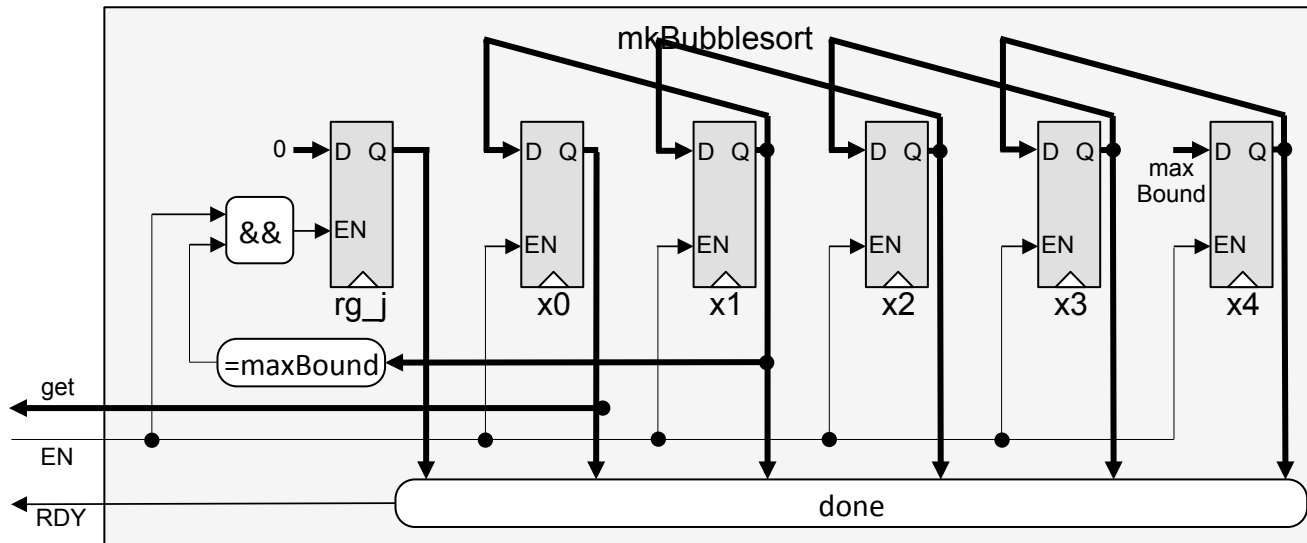 mkBubblesort
0 D Q
D Q
D Q
D Q
D Q
max
Bound
D Q
&&
EN
EN
EN
EN
EN
EN
rg_j
x0
x1
x2
x3
x4
=maxBound
get
EN
RDY
done